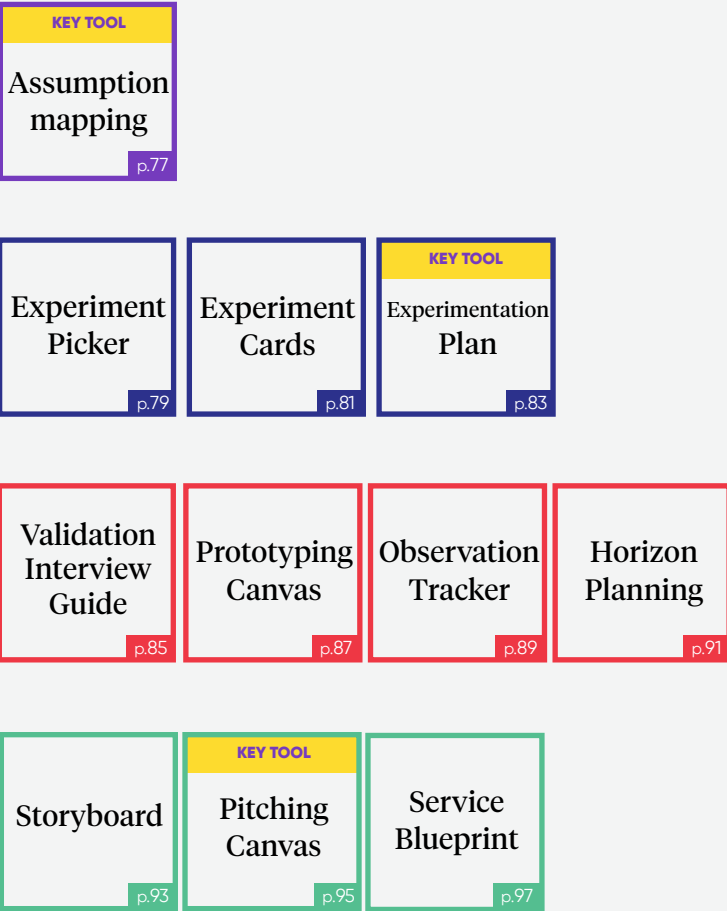 KEY TOOL
Assumption
mapping
p.77
Experiment
Picker
p.79
Experiment
Cards
p.81
KEY TOOL
Experimentation
Plan
p.83
Validation
Interview
Guide
p.85
Prototyping
Canvas
p.87
Observation
Tracker
p.89
Horizon
Planning
p.91
Storyboard
p.93
KEY TOOL
Pitching
Canvas
p.95
Service
Blueprint
p.97